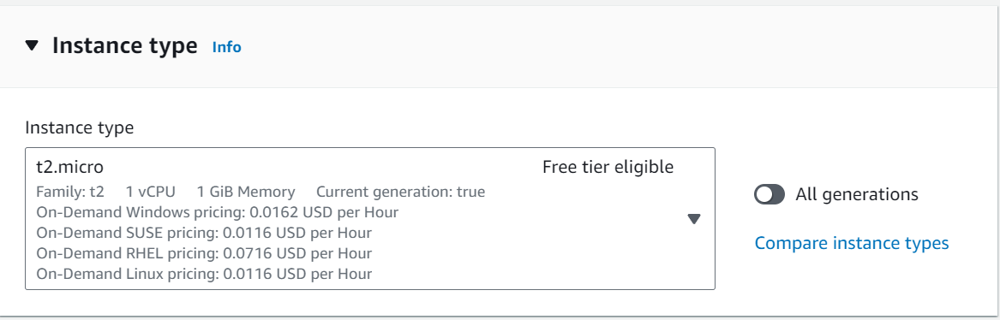 Instance type Info
Instance type
t2.micro Free tier eligible
Family: t2 1 vCPU 1 GiB Memory Current generation: true
On-Demand Windows pricing: 0.0162 USD per Hour
On-Demand SUSE pricing: 0.0116 USD per Hour
On-Demand RHEL pricing: 0.0716 USD per Hour
On-Demand Linux pricing: 0.0116 USD per Hour
All generations
Compare instance types